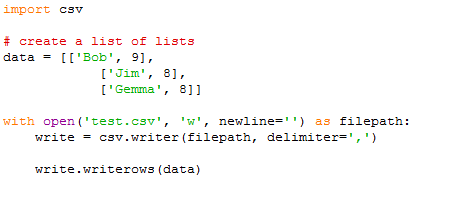 import csv
# create a list of lists
data = [['Bob', 9],
['Jim', 8],
['Gemma', 8]]
with open('test.csv', 'w', newline='') as filepath:
write = csv.writer(filepath, delimiter=',')
write.writerows(data)